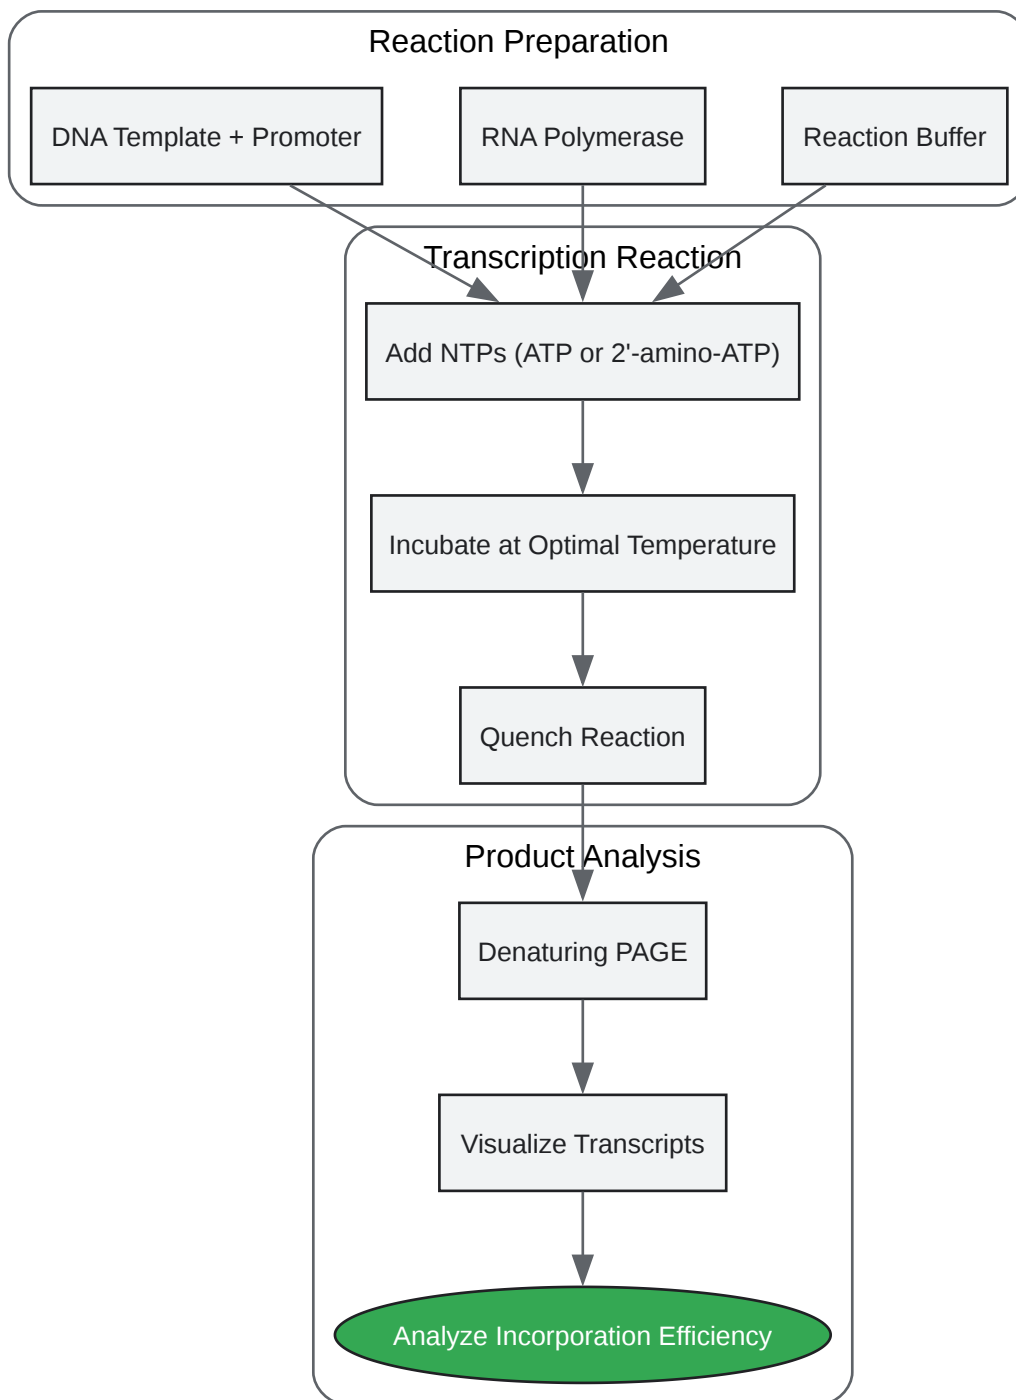 Reaction Preparation
DNA Template + Promoter
RNA Polymerase
Reaction Buffer
Transcription Reaction
Add NTPs (ATP or 2'-amino-ATP)
Incubate at Optimal Temperature
Quench Reaction
Product Analysis
Denaturing PAGE
Visualize Transcripts
Analyze Incorporation Efficiency